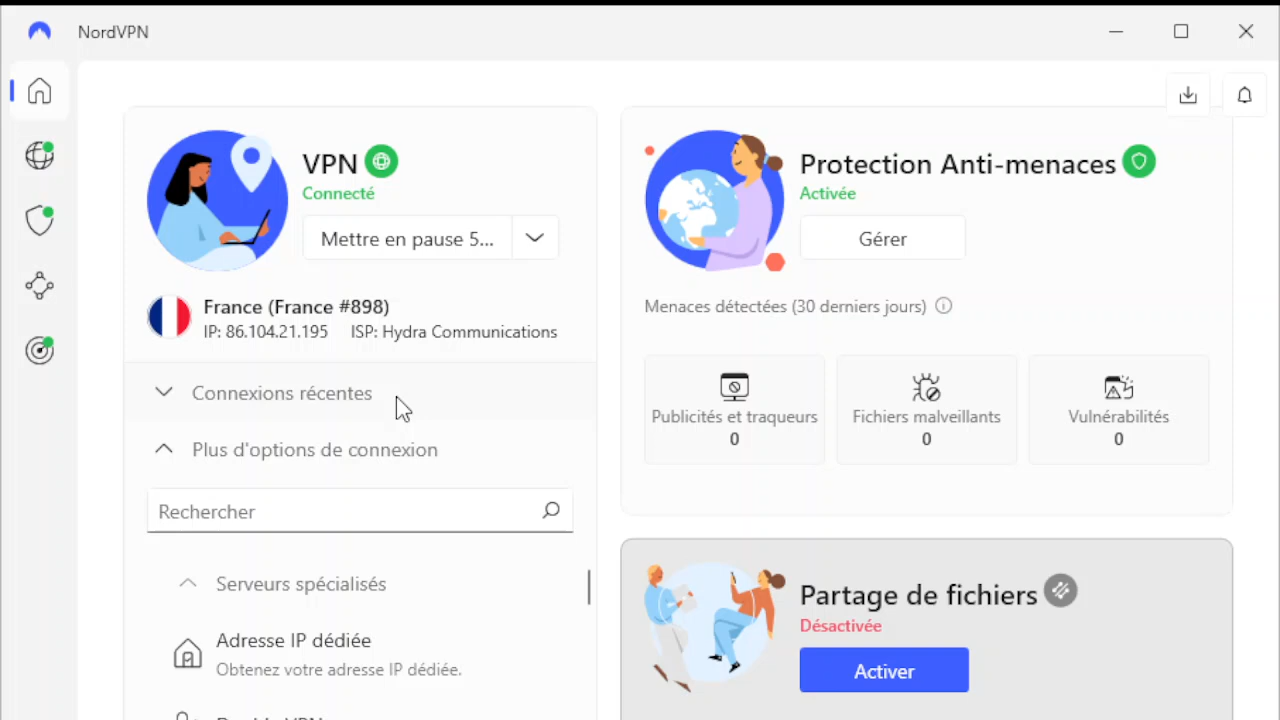 NordVPN
VPN
Connecté
Mettre en pause 5...
France (France #898)
IP: 86.104.21.195 ISP: Hydra Communications
Connexions récentes
Plus d'options de connexion
Rechercher
Serveurs spécialisés
Adresse IP dédiée
Obtenez votre adresse IP dédiée.
Protection Anti-menaces
Activée
Gérer
Menaces détectées (30 derniers jours)
Publicités et traqueurs
0
Fichiers malveillants
0
Vulnérabilités
0
Partage de fichiers
Désactivée
Activer